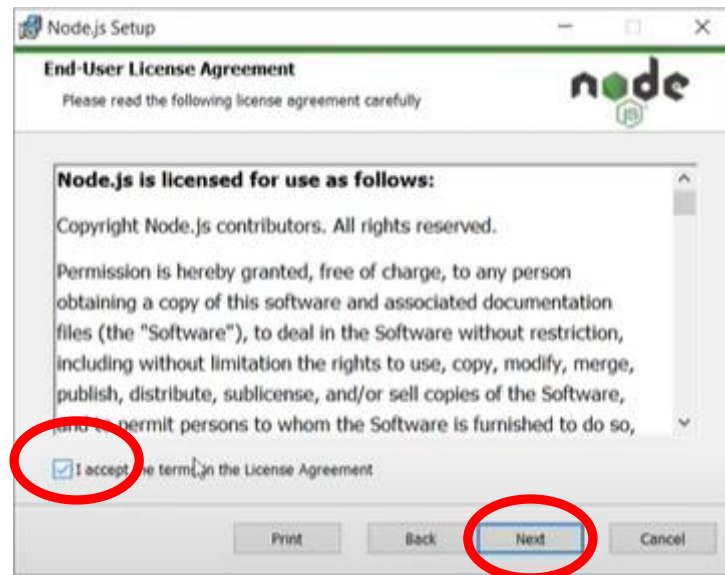 Node.js Setup
End-User License Agreement
Please read the following license agreement carefully
node
JS
Node.js is licensed for use as follows:
Copyright Node.js contributors. All rights reserved.
Permission is hereby granted, free of charge, to any person
obtaining a copy of this software and associated documentation
files (the "Software"), to deal in the Software without restriction,
including without limitation the rights to use, copy, modify, merge,
publish, distribute, sublicense, and/or sell copies of the Software,
and to permit persons to whom the Software is furnished to do so,
I accept the terms in the License Agreement
Print Back Next Cancel